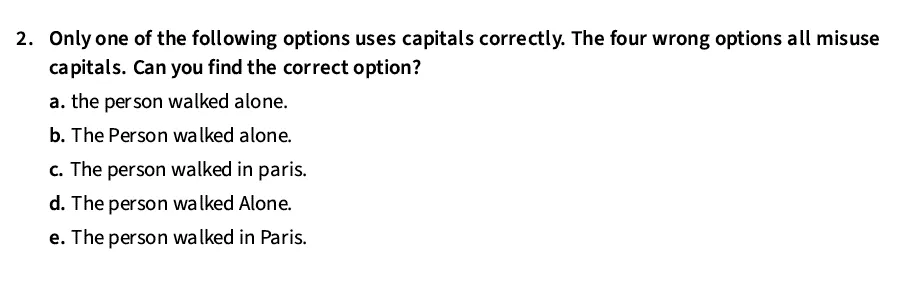 2. Only one of the following options uses capitals correctly. The four wrong options all misuse
capitals. Can you find the correct option?
a. the person walked alone.
b. The Person walked alone.
c. The person walked in paris.
d. The person walked Alone.
e. The person walked in Paris.